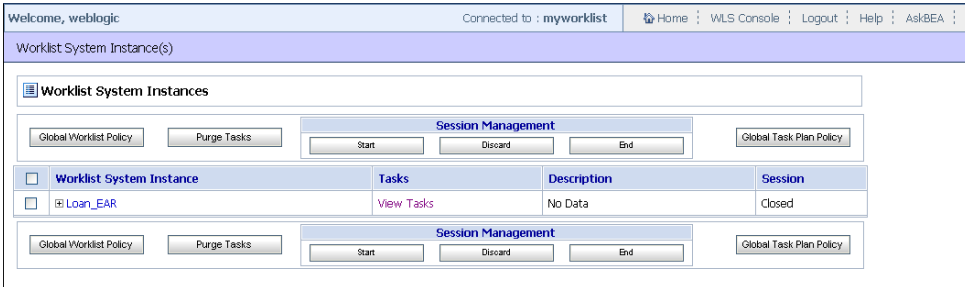 Welcome, weblogic Connected to : myworklist Home WLS Console Logout Help AskBEA
Worklist System Instance(s)
Worklist System Instances
Session Management
Global Worklist Policy Purge Tasks Start Discard End Global Task Plan Policy
Worklist System Instance Tasks Description Session
Loan_EAR View Tasks No Data Closed
Session Management
Global Worklist Policy Purge Tasks Start Discard End Global Task Plan Policy